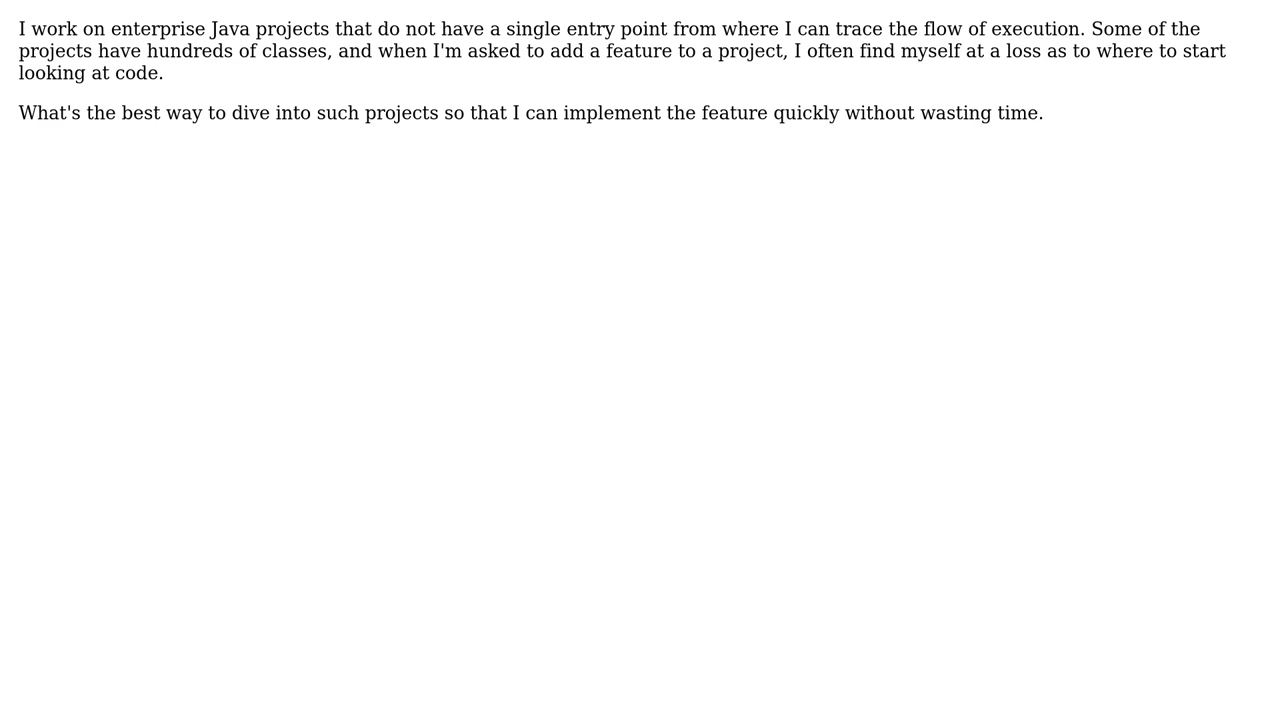 I work on enterprise Java projects that do not have a single entry point from where I can trace the flow of execution. Some of the
projects have hundreds of classes, and when I'm asked to add a feature to a project, I often find myself at a loss as to where to start
looking at code.
What's the best way to dive into such projects so that I can implement the feature quickly without wasting time.